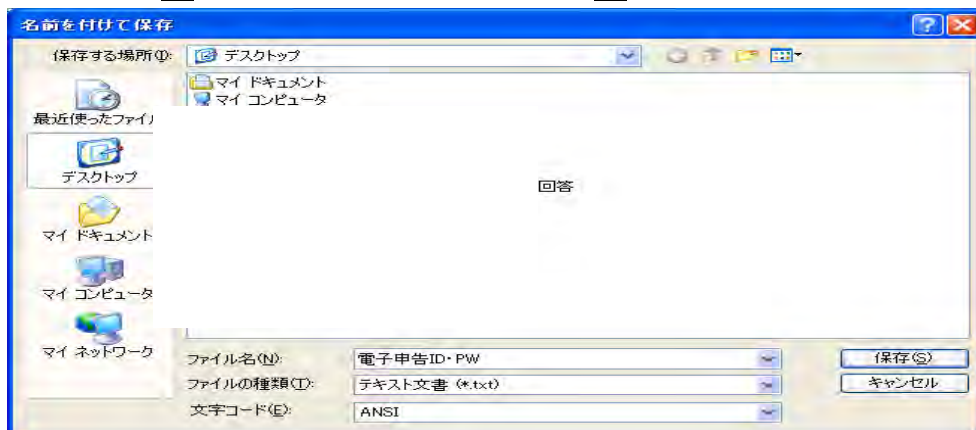 名前を付けて保存
保存する場所(I):
デスクトップ
マイ ドキュメント
マイ コンピュータ
最近使ったファイル
デスクトップ
マイ ドキュメント
マイ コンピュータ
マイ ネットワーク
回答
ファイル名(N):
電子申告ID・PW
保存(S)
ファイルの種類(T):
テキスト文書 (*.txt)
キャンセル
文字コード(E):
ANSI